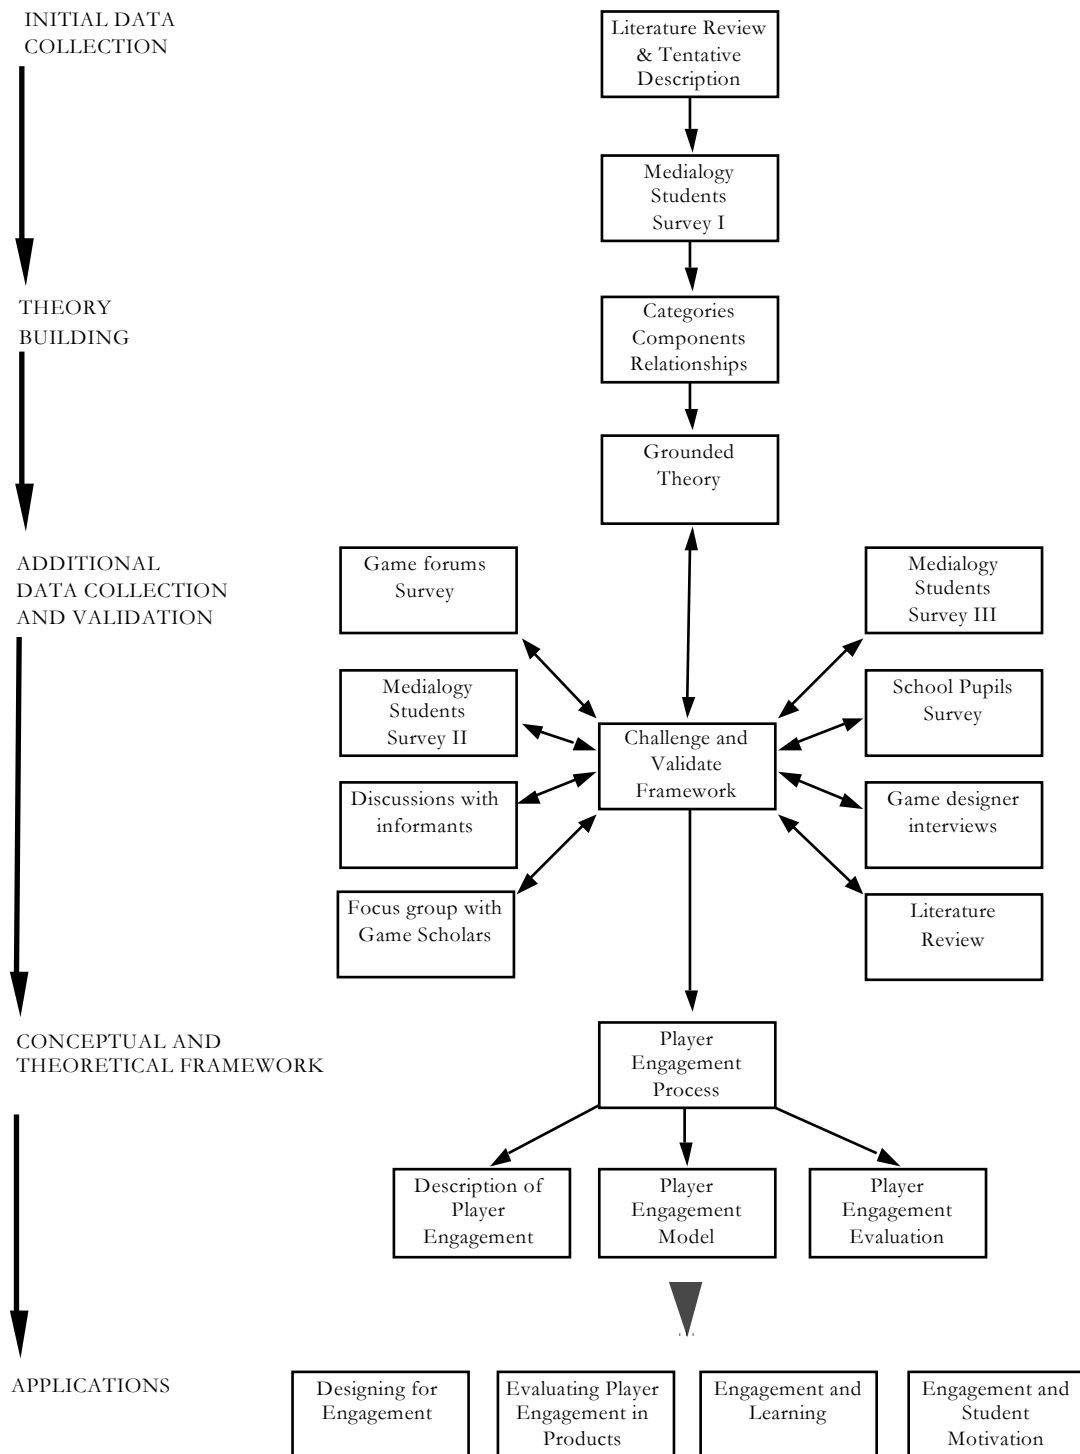 INITIAL DATA
COLLECTION
Literature Review
& Tentative
Description
Medialogy
Students
Survey I
THEORY
BUILDING
Categories
Components
Relationships
Grounded
Theory
ADDITIONAL
DATA COLLECTION
AND VALIDATION
Game forums
Survey
Medialogy
Students
Survey III
Medialogy
Students
Survey II
School Pupils
Survey
Challenge and
Validate
Framework
Discussions with
informants
Game designer
interviews
Focus group with
Game Scholars
Literature
Review
CONCEPTUAL AND
THEORETICAL FRAMEWORK
Player
Engagement
Process
Description of
Player
Engagement
Player
Engagement
Model
Player
Engagement
Evaluation
APPLICATIONS
Designing for
Engagement
Evaluating Player
Engagement in
Products
Engagement and
Learning
Engagement and
Student
Motivation